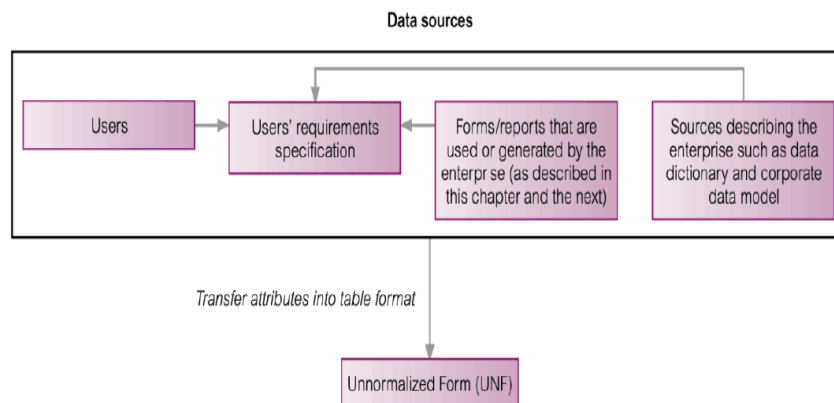 Data sources
Users
Users' requirements
specification
Forms/reports that are
used or generated by the
enterpr se (as described in
this chapter and the next)
Sources describing the
enterprise such as data
dictionary and corporate
data model
Transfer attributes into table format
Unnormalized Form (UNF)